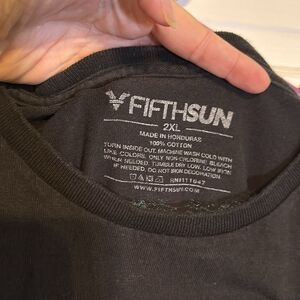 FIFTHSUN
2XL
MADE IN HONDURAS
100% COTTON
TURN INSIDE OUT. MACHINE WASH COLD WITH
LIKE COLORS. ONLY NON-CHLORINE BLEACH
WHEN NEEDED. TUMBLE DRY LOW. LOW IRON
IF NEEDED. DO NOT IRON DECORATION.
WWW.FIFTHSUN.COM